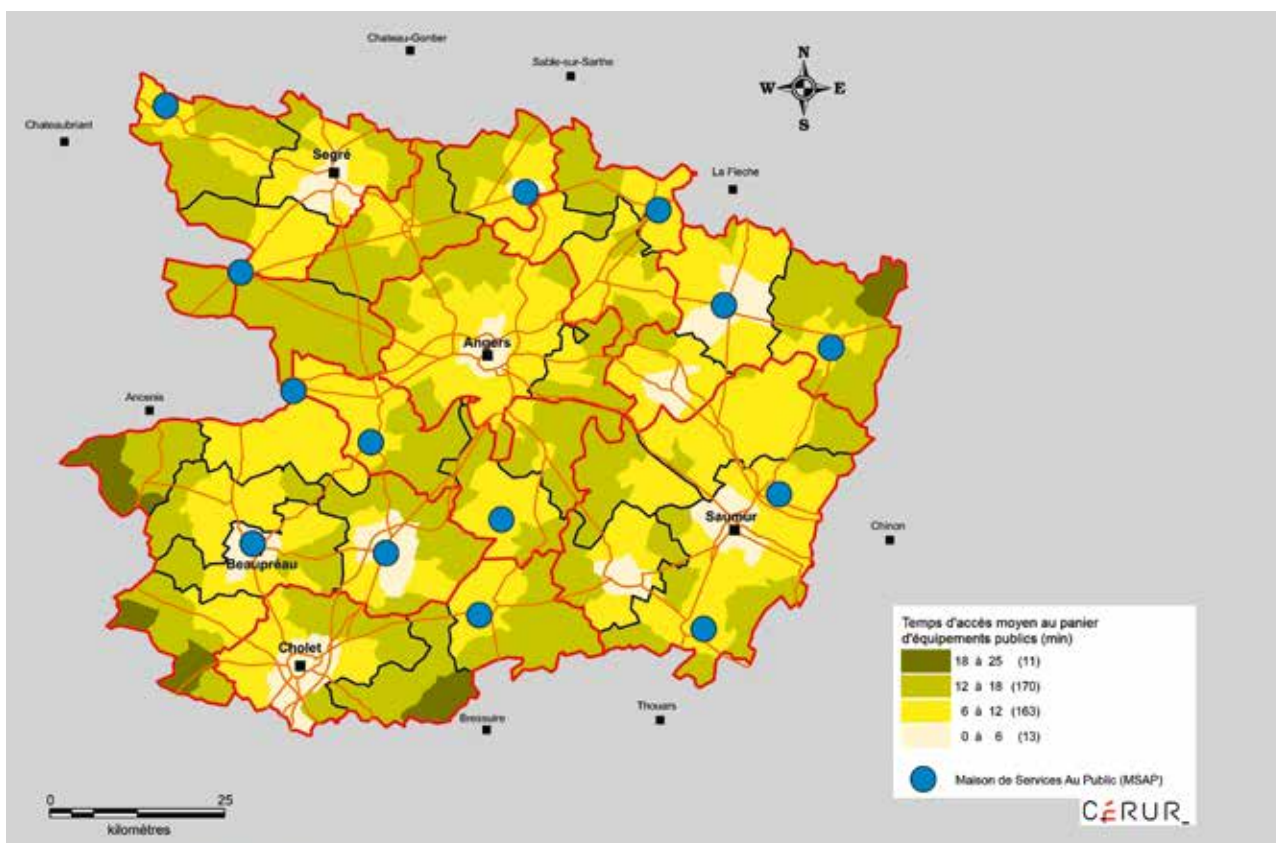 Chateau-Gontier
Sable-sur-Sarthe
N
W E
S
Chateaubriant
Segré
La Fleche
Angers
Ancenis
Saumur
Chinon
Beaupréau
Cholet
Bressuire
Thouars
Temps d'accès moyen au panier
d'équipements publics (min)
18 à 25 (11)
12 à 18 (170)
6 à 12 (163)
0 à 6 (13)
Maison de Services Au Public (MSAP)
CÉRUR_
0 25
kilomètres